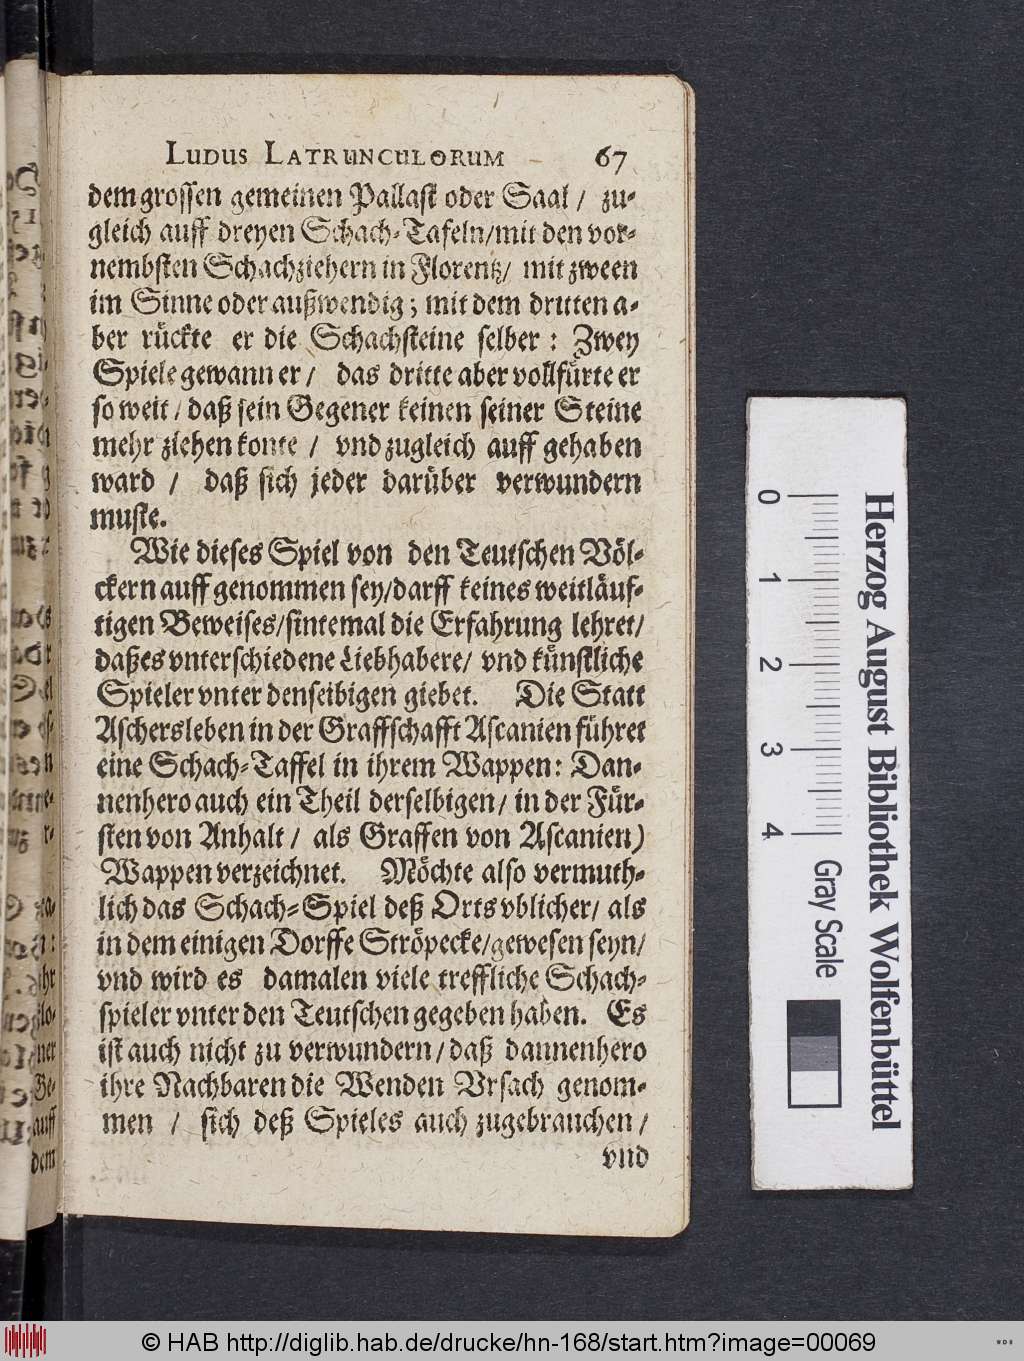 LUDUS LATRUNCULORUM 67
dem grossen gemeinen Pallast oder Saal / zu-
gleich auff dreyen Schach-Tafeln/mit den vor-
nembsten Schachziehern in Florentz/ mit zween
im Sinne oder außwendig; mit dem dritten a-
ber rückte er die Schachsteine selber: Zwey
Spiele gewann er / das dritte aber vollfürte er
so weit / daß sein Gegener keinen seiner Steine
mehr ziehen konte / vnd zugleich auff gehaben
ward / daß sich jeder darüber verwundern
muste.
Wie dieses Spiel von den Teutschen Völ-
ckern auff genommen sey/darff keines weitläuf-
tigen Beweises/sintemal die Erfahrung lehret/
daß es vnterschiedene Liebhabere/ vnd künstliche
Spieler vnter denselbigen giebet. Die Statt
Aschersleben in der Graffschafft Ascanien führet
eine Schach-Taffel in ihrem Wappen: Dan-
nenhero auch ein Theil derselbigen/ in der Für-
sten von Anhalt / als Graffen von Ascanien)
Wappen verzeichnet. Möchte also vermuth-
lich das Schach-Spiel deß Orts vblicher/ als
in dem einigen Dorffe Ströpecke/gewesen seyn/
vnd wird es damalen viele treffliche Schach-
spieler vnter den Teutschen gegeben haben. Es
ist auch nicht zu verwundern/daß dannenhero
ihre Nachbaren die Wenden Vrsach genom-
men / sich deß Spieles auch zugebrauchen /
vnd
0 1 2 3 4
Gray Scale
Herzog August Bibliothek Wolfenbüttel
© HAB http://diglib.hab.de/drucke/hn-168/start.htm?image=00069